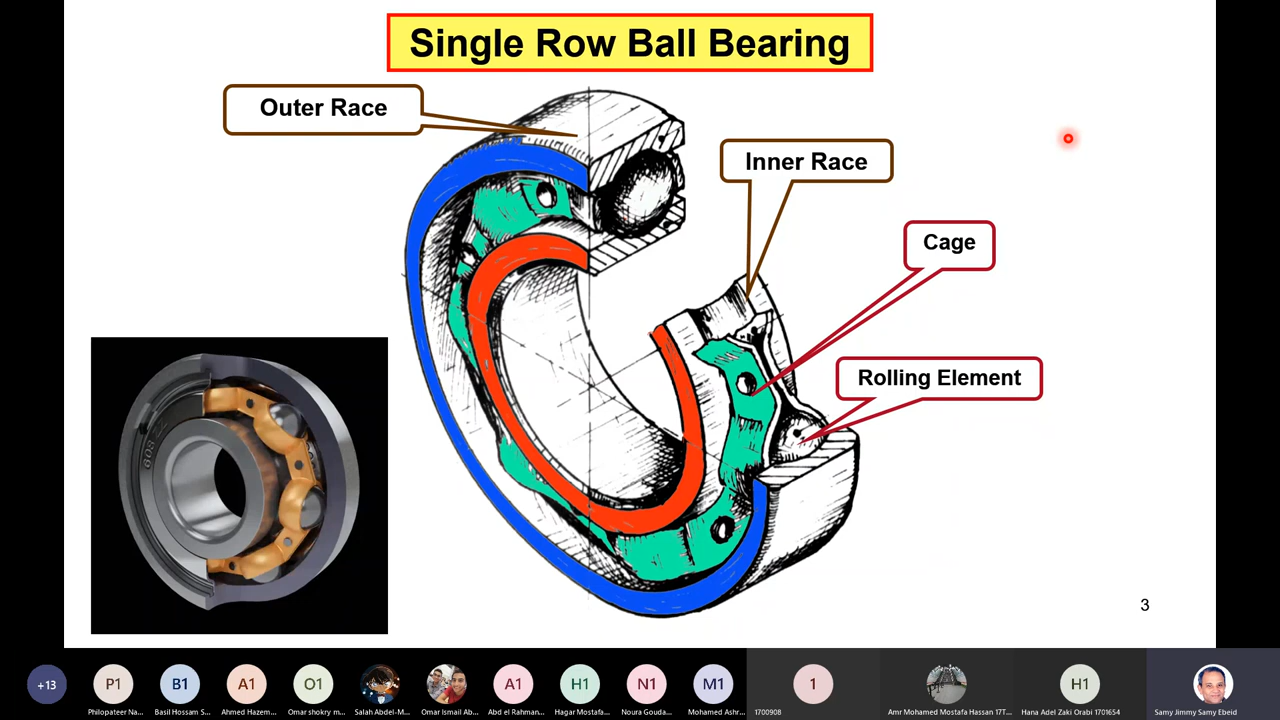 Single Row Ball Bearing
Outer Race
Inner Race
Cage
Rolling Element
608
3
+13
P1
B1
A1
O1
A1
H1
N1
M1
1
H1
Philopateer Na...
Basil Hossam S...
Ahmed Hazem...
Omar shokry m...
Salah Abdel-M...
Omar Ismail Ab...
Abd el Rahman...
Hagar Mostafa...
Noura Gouda...
Mohamed Ashr...
1700908
Amr Mohamed Mostafa Hassan 17T...
Hana Adel Zaki Orabi 1701654
Samy Jimmy Samy Ebeid